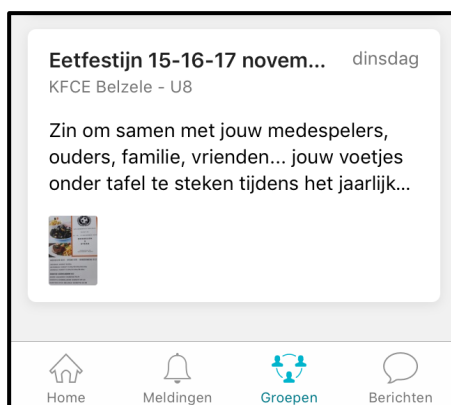 Eetfestijn 15-16-17 novem... dinsdag
KFCE Belzele - U8
Zin om samen met jouw medespelers,
ouders, familie, vrienden... jouw voetjes
onder tafel te steken tijdens het jaarlijk...
Home Meldingen Groepen Berichten